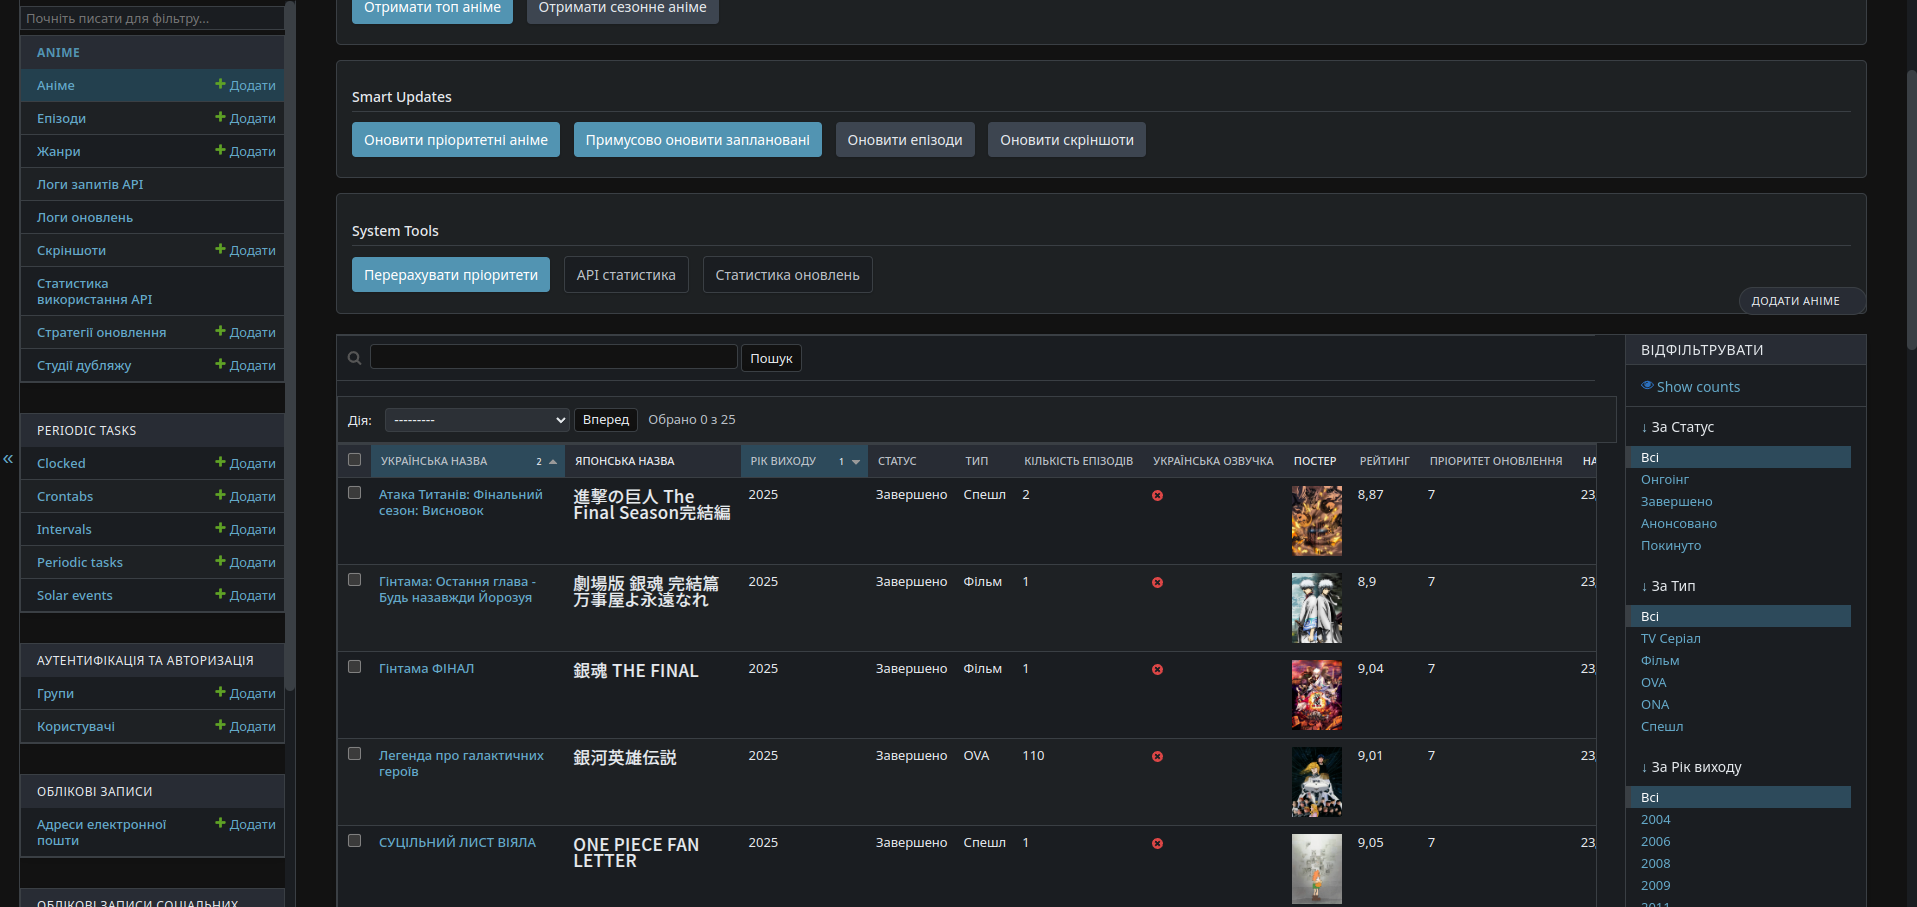 Почніть писати для фільтру...
ANIME
Аніме
Додати
Епізоди
Додати
Жанри
Додати
Логи запитів API
Логи оновлень
Скріншоти
Додати
Статистика
використання API
Стратегії оновлення
Додати
Студії дубляжу
Додати
PERIODIC TASKS
Clocked
Додати
Crontabs
Додати
Intervals
Додати
Periodic tasks
Додати
Solar events
Додати
АУТЕНТИФІКАЦІЯ ТА АВТОРИЗАЦІЯ
Групи
Додати
Користувачі
Додати
ОБЛІКОВІ ЗАПИСИ
Адреси електронної
пошти
Додати
ОБЛІКОВІ ЗАПИСИ СОЦІАЛЬНИХ
«
Отримати топ аніме
Отримати сезонне аніме
Smart Updates
Оновити пріоритетні аніме
Примусово оновити заплановані
Оновити епізоди
Оновити скріншоти
System Tools
Перерахувати пріоритети
API статистика
Статистика оновлень
ДОДАТИ АНІМЕ
Пошук
Дія:
---------
Вперед
Обрано 0 з 25
УКРАЇНСЬКА НАЗВА 2
ЯПОНСЬКА НАЗВА
РІК ВИХОДУ 1
СТАТУС
ТИП
КІЛЬКІСТЬ ЕПІЗОДІВ
УКРАЇНСЬКА ОЗВУЧКА
ПОСТЕР
РЕЙТИНГ
ПРІОРИТЕТ ОНОВЛЕННЯ
НА
Атака Титанів: Фінальний
сезон: Висновок
進撃の巨人 The
Final Season完結編
2025
Завершено
Спешл
2
8,87
7
23,
Гінтама: Остання глава -
Будь назавжди Йорозуя
劇場版 銀魂 完結篇
万事屋よ永遠なれ
2025
Завершено
Фільм
1
8,9
7
23,
Гінтама ФІНАЛ
銀魂 THE FINAL
2025
Завершено
Фільм
1
9,04
7
23,
Легенда про галактичних
героїв
銀河英雄伝説
2025
Завершено
OVA
110
9,01
7
23,
СУЦІЛЬНИЙ ЛИСТ ВІЯЛА
ONE PIECE FAN
LETTER
2025
Завершено
Спешл
1
9,05
7
23,
ВІДФІЛЬТРУВАТИ
Show counts
↓ За Статус
Всі
Онгоінг
Завершено
Анонсовано
Покинуто
↓ За Тип
Всі
TV Серіал
Фільм
OVA
ONA
Спешл
↓ За Рік виходу
Всі
2004
2006
2008
2009
2011